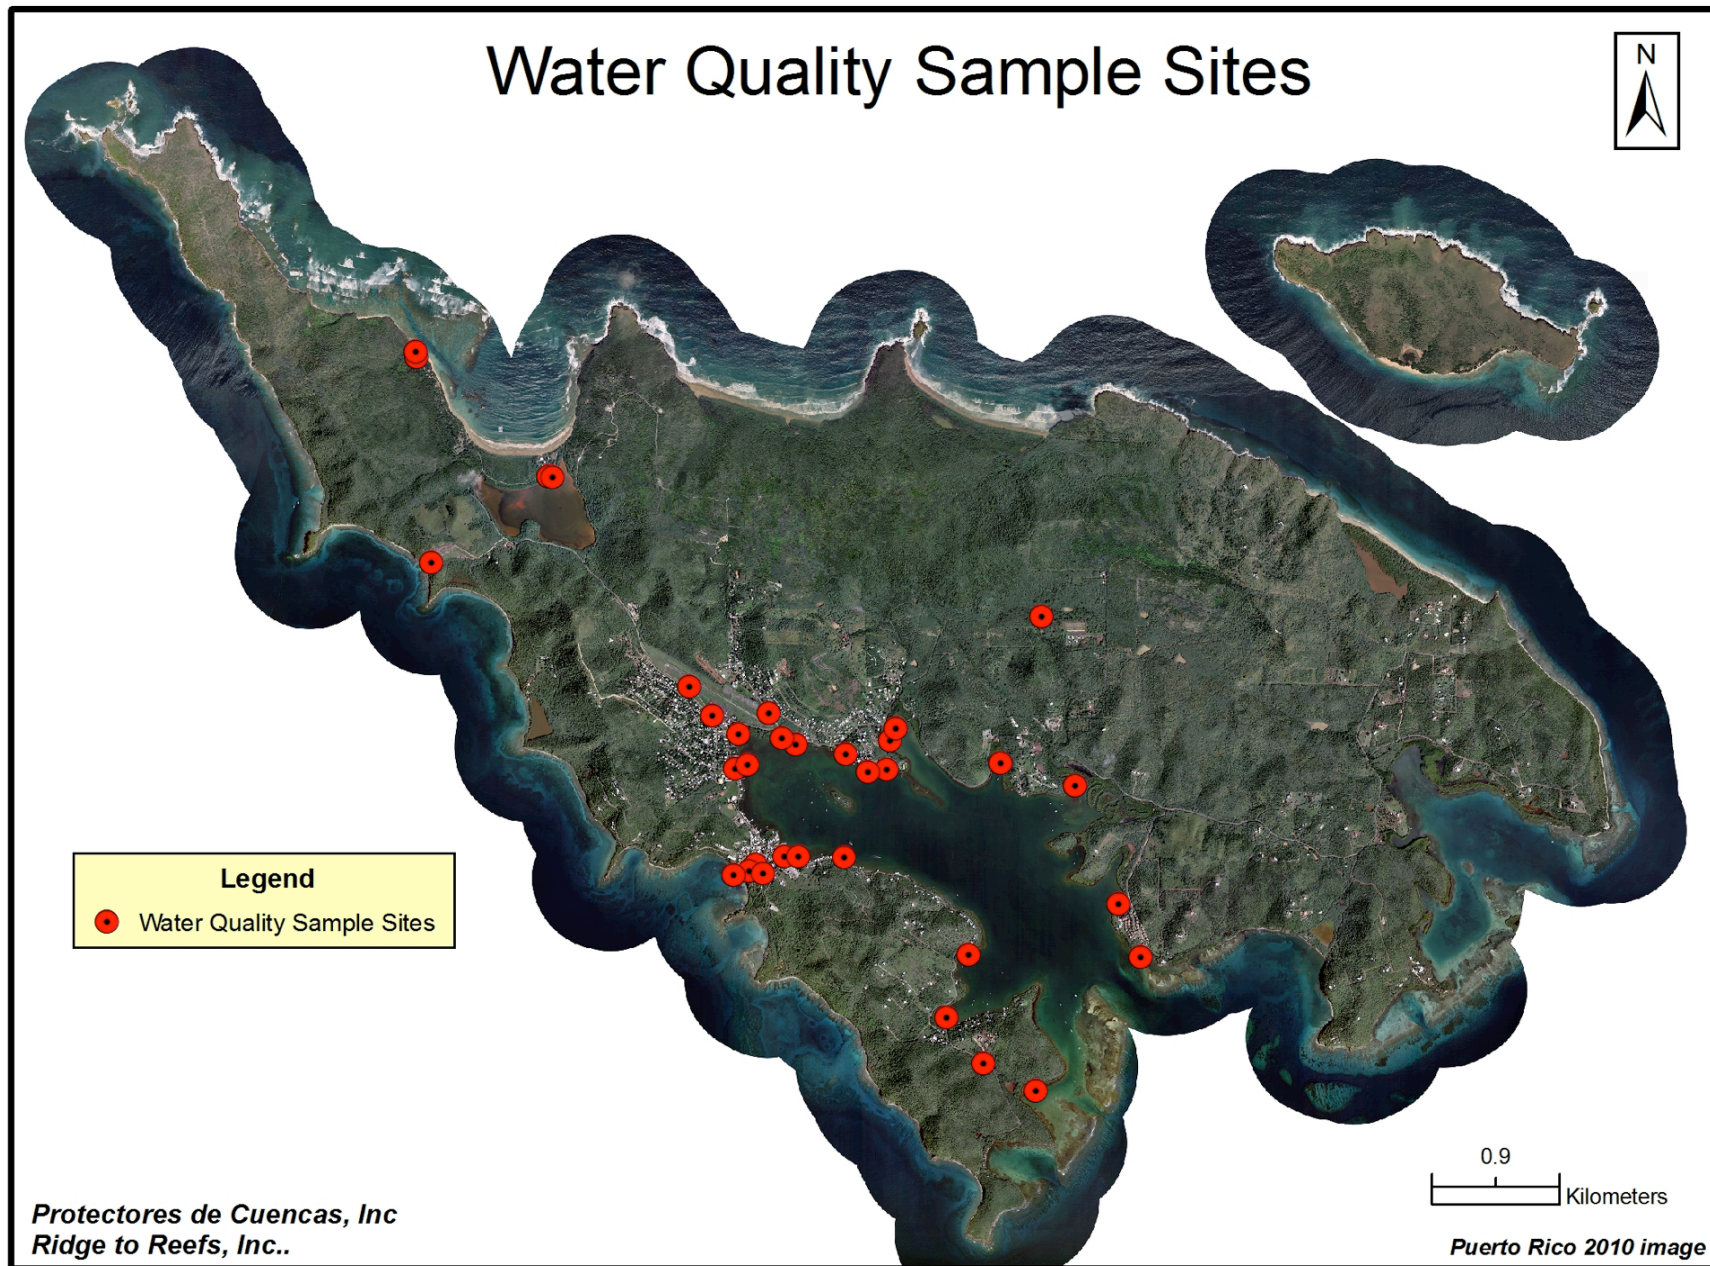 Water Quality Sample Sites
N
Legend
Water Quality Sample Sites
0.9
Kilometers
Protectores de Cuencas, Inc
Ridge to Reefs, Inc..
Puerto Rico 2010 image